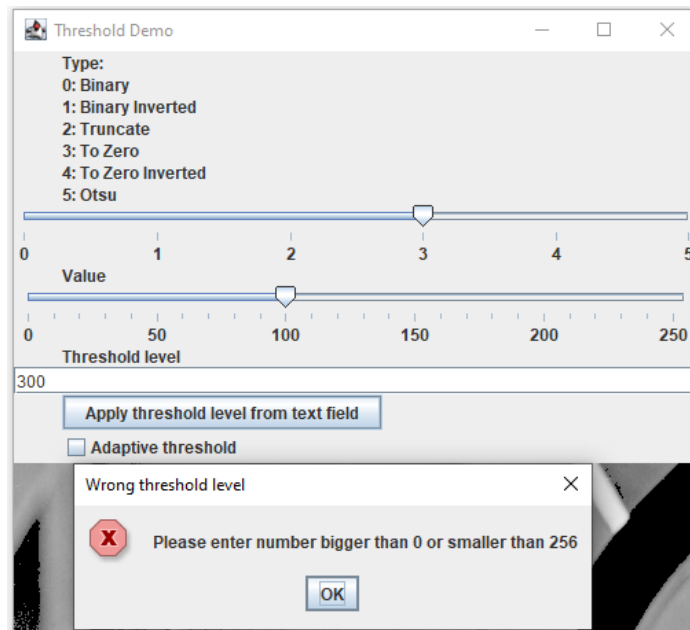 Threshold Demo
Type:
0: Binary
1: Binary Inverted
2: Truncate
3: To Zero
4: To Zero Inverted
5: Otsu
0 1 2 3 4 5
Value
0 50 100 150 200 250
Threshold level
300
Apply threshold level from text field
Adaptive threshold
Wrong threshold level
X
Please enter number bigger than 0 or smaller than 256
OK